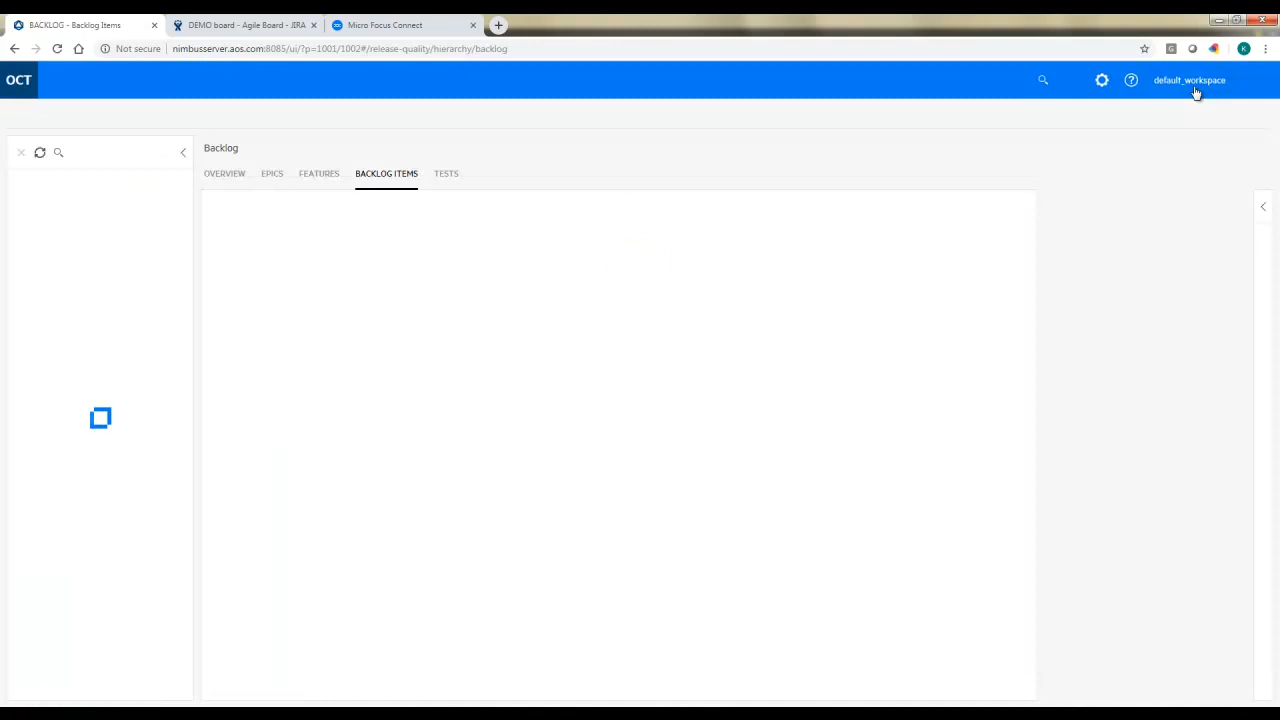 BACKLOG - Backlog Items
DEMO board - Agile Board - JIRA
Micro Focus Connect
Not secure
nimbusserver.aos.com:8085/ui/?p=1001/1002#/release-quality/hierarchy/backlog
K
OCT
default_workspace
Backlog
OVERVIEW EPICS FEATURES BACKLOG ITEMS TESTS